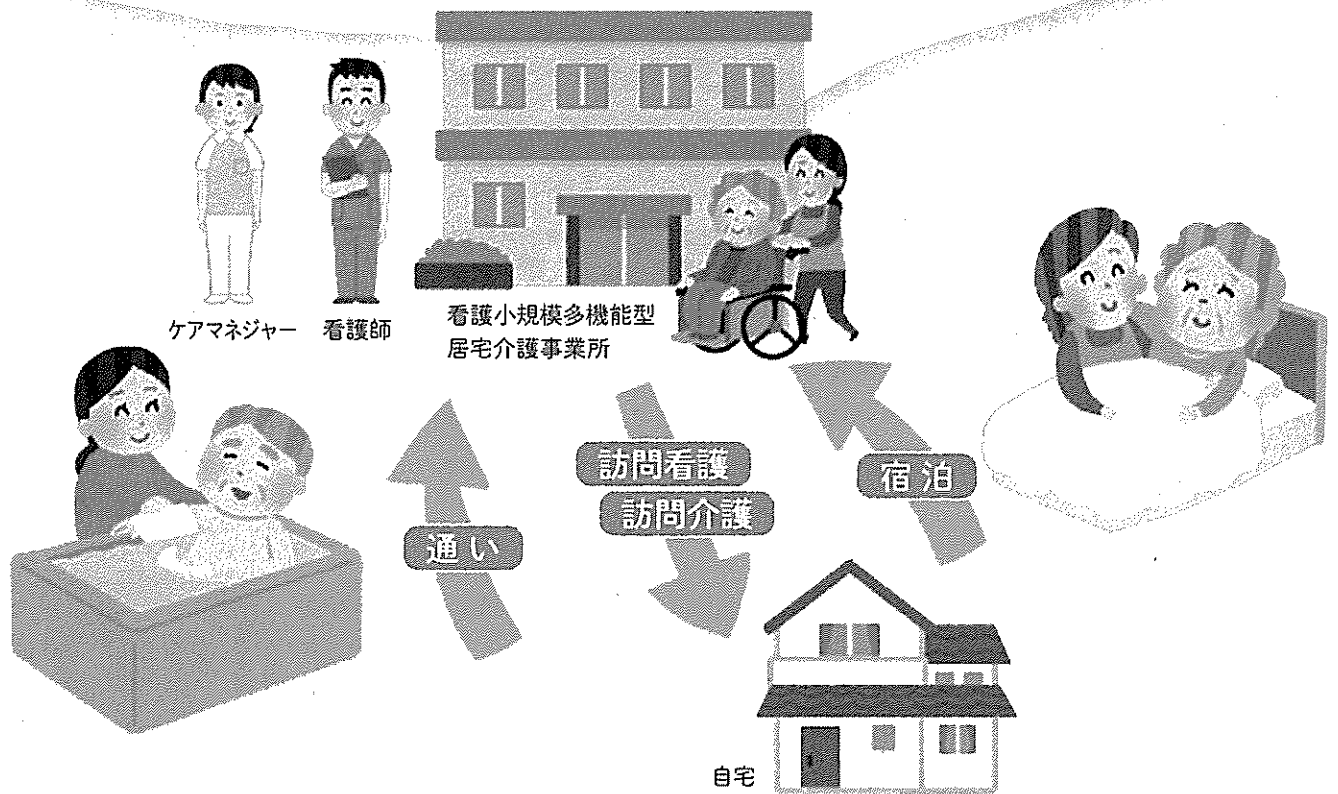 ケアマネジャー
看護師
看護小規模多機能型
居宅介護事業所
訪問看護
訪問介護
宿泊
通い
自宅